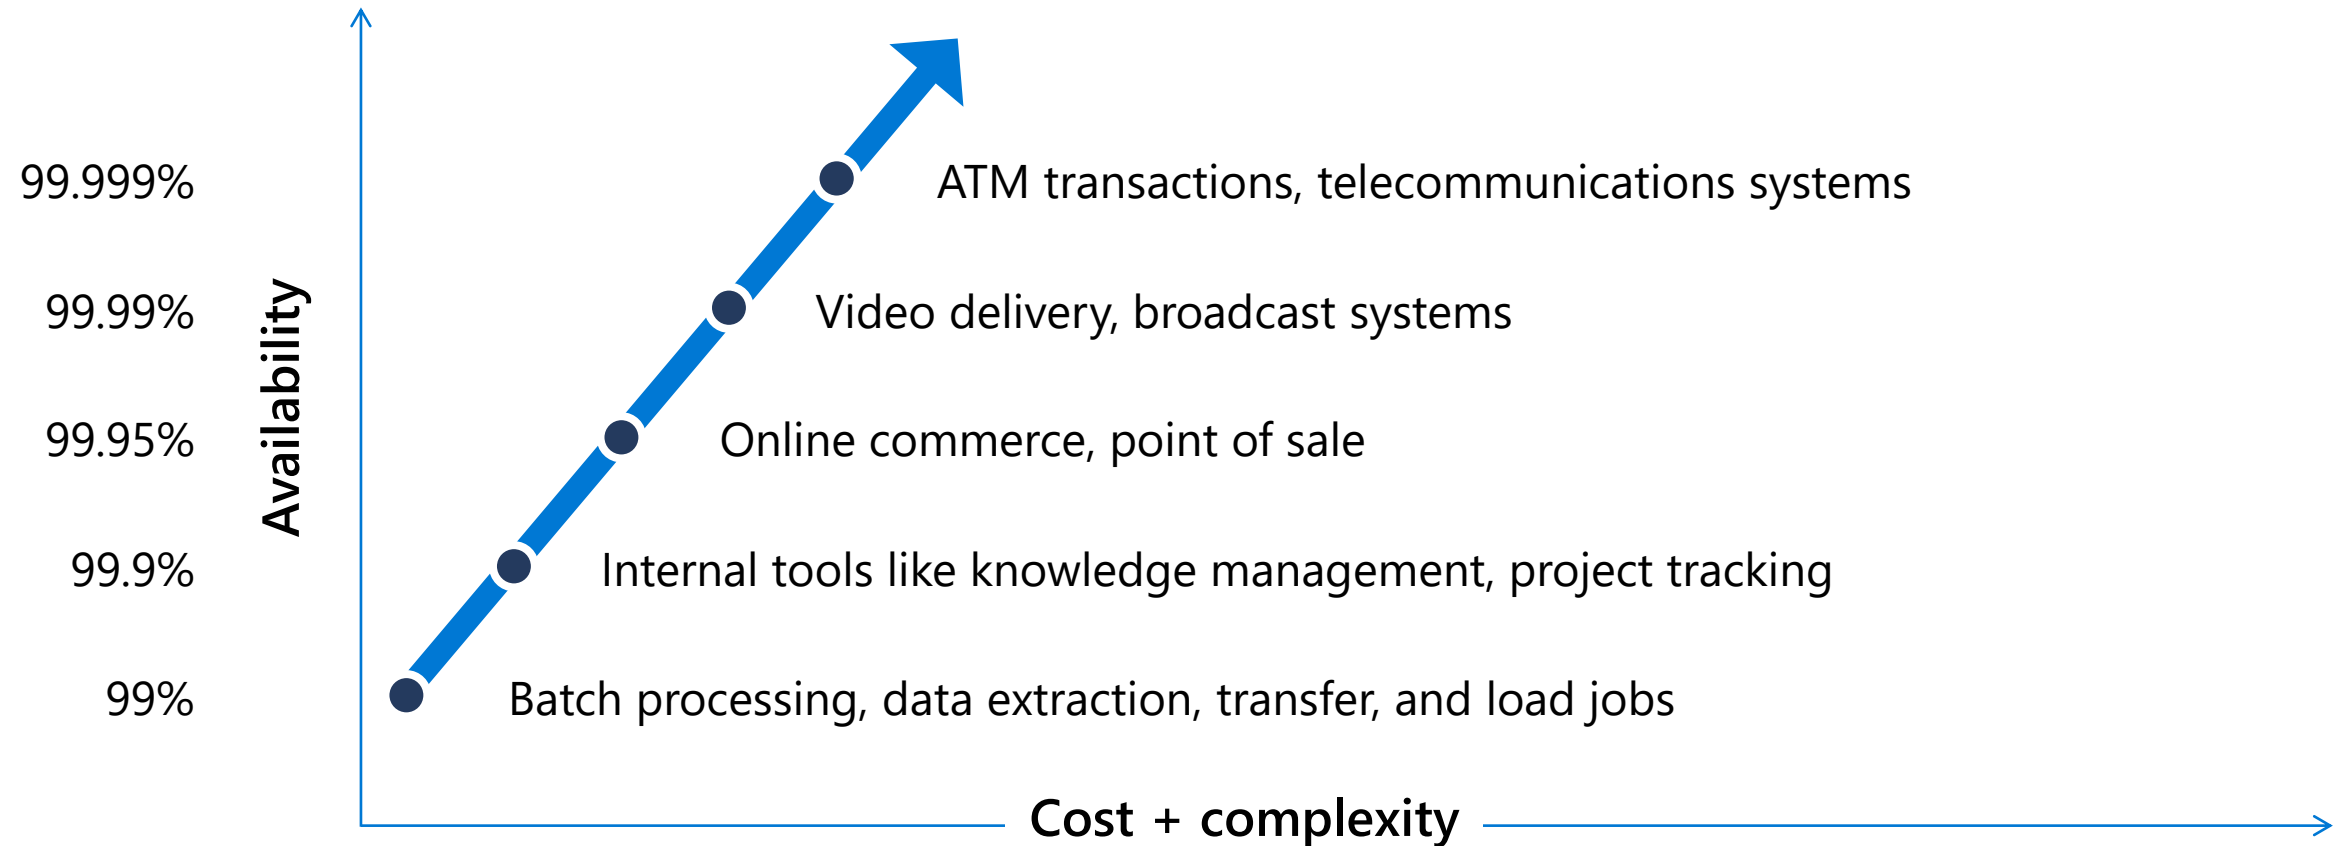 99.999%
ATM transactions, telecommunications systems
99.99%
Video delivery, broadcast systems
Availability
99.95%
Online commerce, point of sale
99.9%
Internal tools like knowledge management, project tracking
99%
Batch processing, data extraction, transfer, and load jobs
Cost + complexity